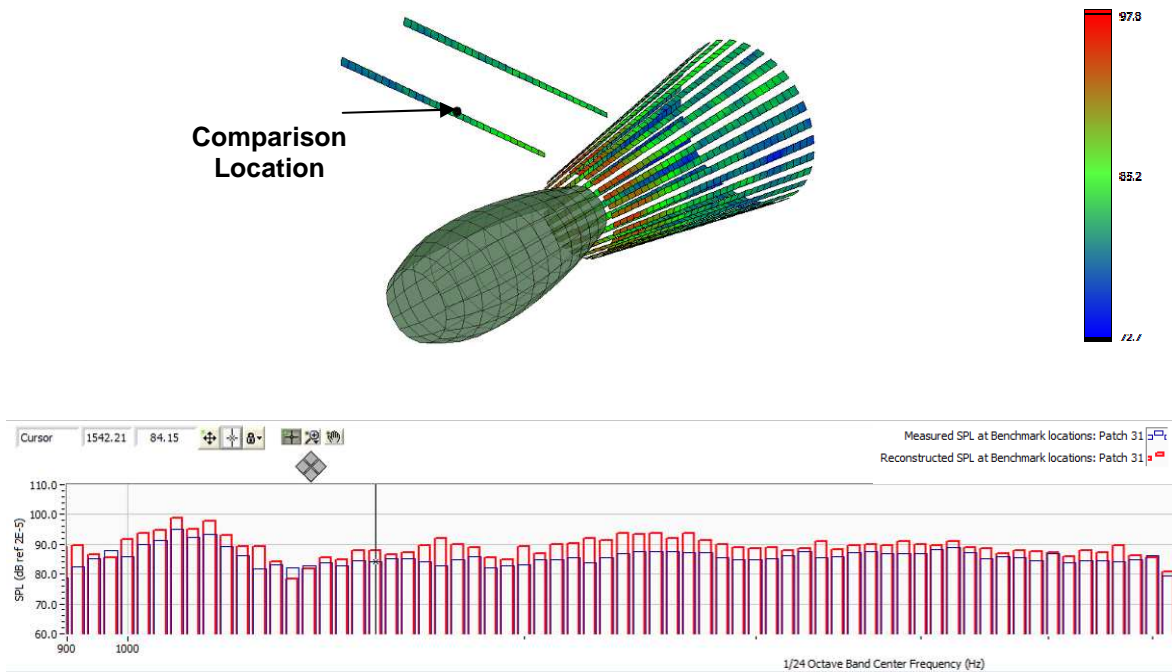 97.8
Comparison
Location
85.2
72.7
Cursor 1542.21 84.15
Measured SPL at Benchmark locations: Patch 31
Reconstructed SPL at Benchmark locations: Patch 31
110.0
100.0
90.0
80.0
70.0
60.0
SPL (dB ref 2E-5)
900 1000
1/24 Octave Band Center Frequency (Hz)